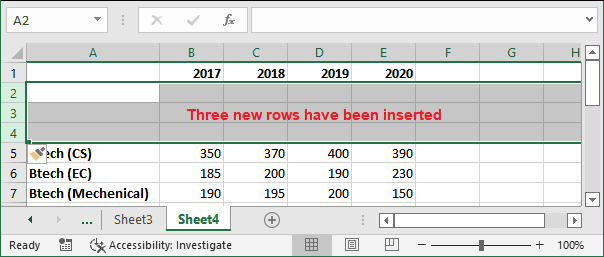 A2
fx
A B C D E F G H
1 2017 2018 2019 2020
2
3 Three new rows have been inserted
4
5 ech (CS) 350 370 400 390
6 Btech (EC) 185 200 190 230
7 Btech (Mechenical) 190 195 200 150
... Sheet3 Sheet4
Ready Accessibility: Investigate 100%